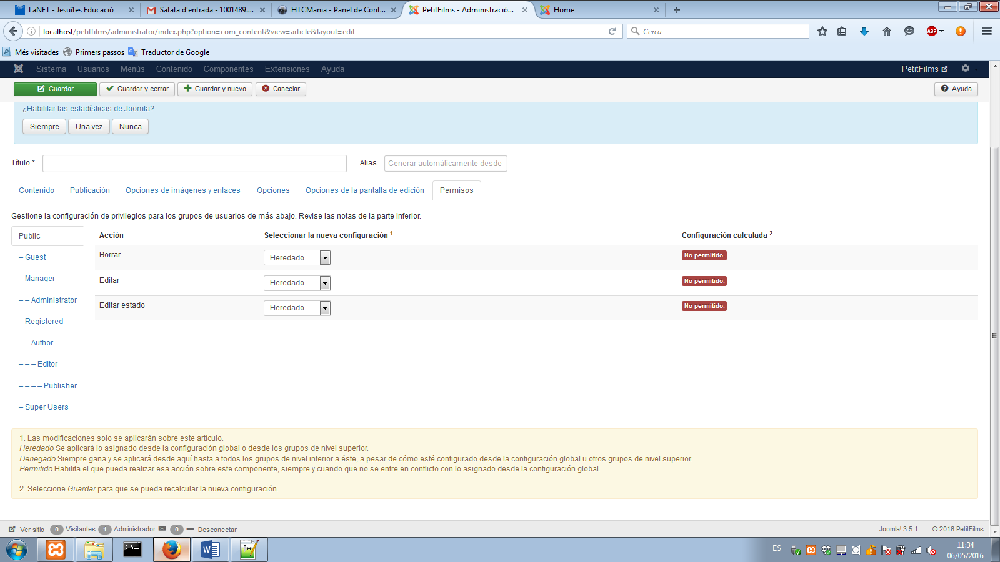 LaNET - Jesuïtes Educació
Safata d'entrada - 1001489....
HTCMania - Panel de Cont...
PetitFilms - Administració...
Home
localhost/petitfilms/administrator/index.php?option=com_content&view=article&layout=edit
Cerca
ABP
Més visitades
Primers passos
Traductor de Google
Sistema Usuarios Menús Contenido Componentes Extensiones Ayuda
PetitFilms
Guardar
Guardar y cerrar
Guardar y nuevo
Cancelar
Ayuda
¿Habilitar las estadísticas de Joomla?
Siempre
Una vez
Nunca
Título *
Alias
Generar automáticamente desde
Contenido
Publicación
Opciones de imágenes y enlaces
Opciones
Opciones de la pantalla de edición
Permisos
Gestione la configuración de privilegios para los grupos de usuarios de más abajo. Revise las notas de la parte inferior.
Public
– Guest
– Manager
– – Administrator
– Registered
– – Author
– – – Editor
– – – – Publisher
– Super Users
Acción
Seleccionar la nueva configuración 1
Configuración calculada 2
Borrar
Heredado
No permitido.
Editar
Heredado
No permitido.
Editar estado
Heredado
No permitido.
1. Las modificaciones solo se aplicarán sobre este artículo.
Heredado Se aplicará lo asignado desde la configuración global o desde los grupos de nivel superior.
Denegado Siempre gana y se aplicará desde aquí hasta a todos los grupos de nivel inferior a éste, a pesar de cómo esté configurado desde la configuración global u otros grupos de nivel superior.
Permitido Habilita el que pueda realizar esa acción sobre este componente, siempre y cuando que no se entre en conflicto con lo asignado desde la configuración global.
2. Seleccione Guardar para que se pueda recalcular la nueva configuración.
Ver sitio 0 Visitantes 1 Administrador 0 Desconectar
Joomla! 3.5.1 — © 2016 PetitFilms
ES
11:34
06/05/2016